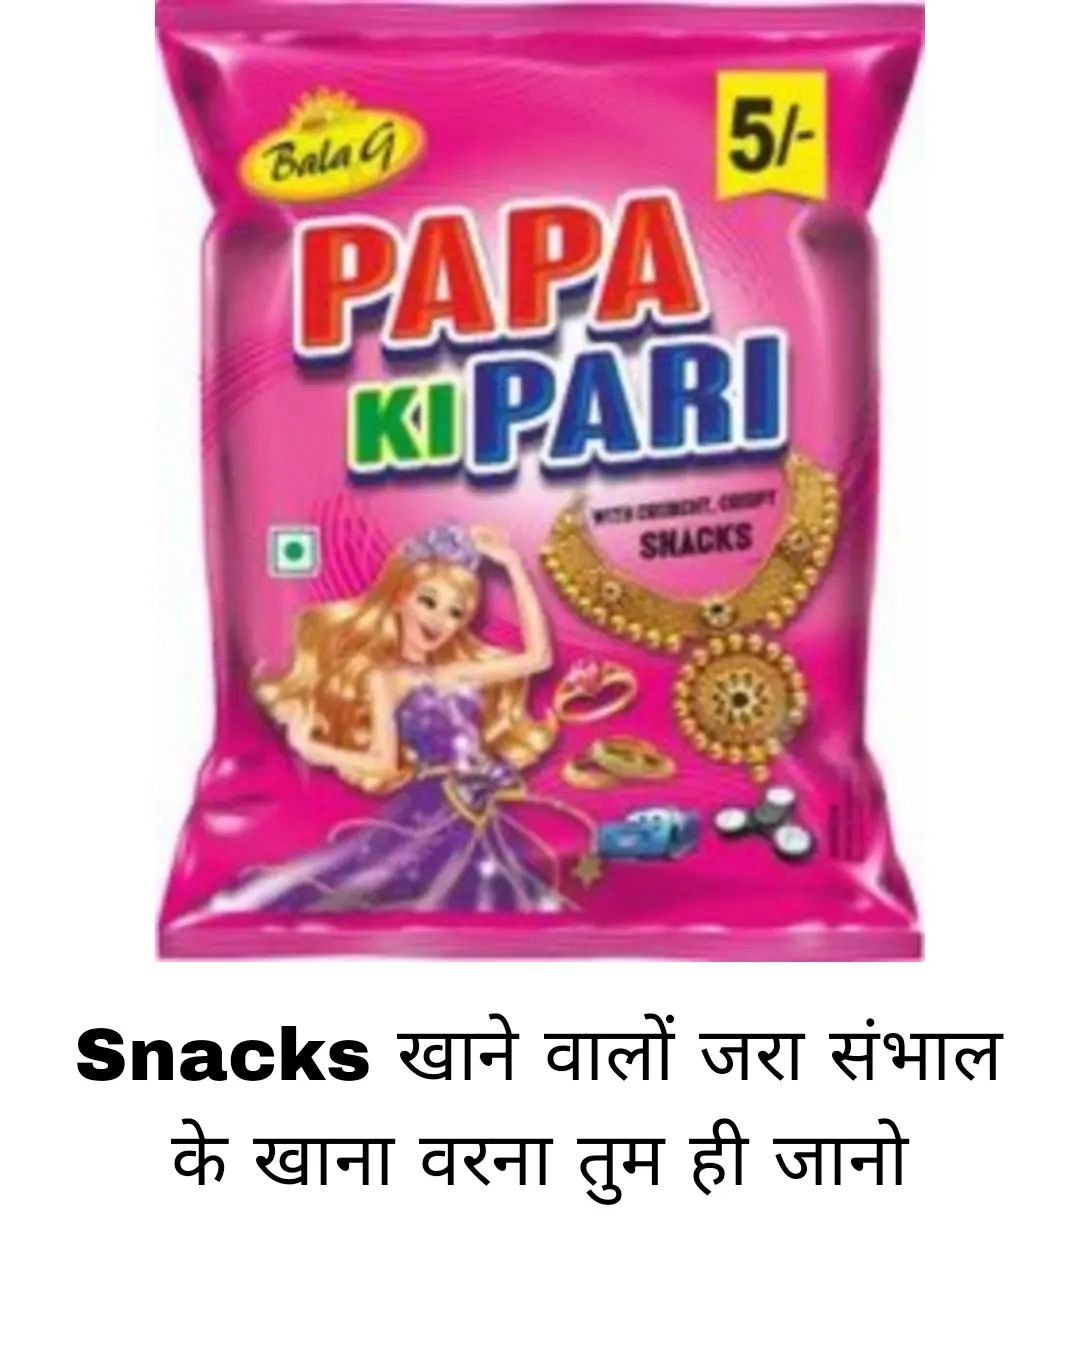 Bala G
5/-
PAPA
KI PARI
WITH CRUNCHY, CRISPY
SNACKS
Snacks खाने वालों जरा संभाल
के खाना वरना तुम ही जानो